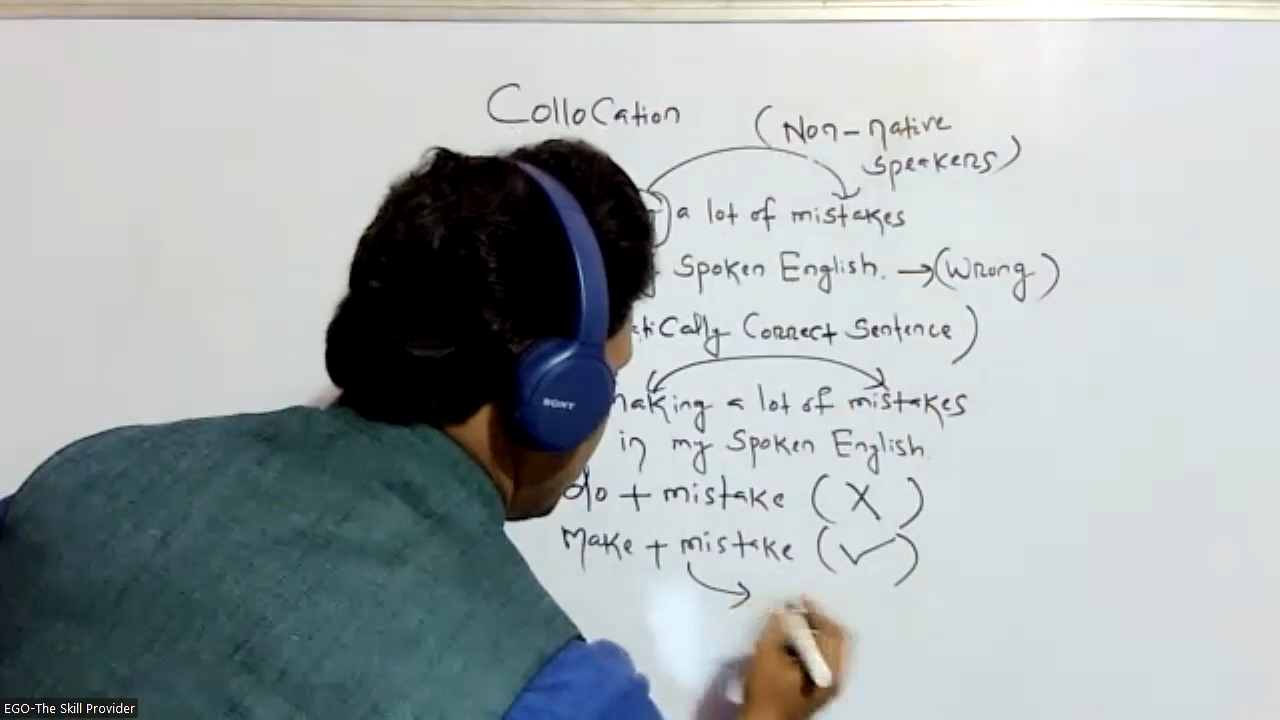 Collocation
(Non-native
speakers)
a lot of mistakes
Spoken English. →(Wrong)
Correct Sentence)
a lot of mistakes
in my Spoken English
do + mistake (X)
Make + mistake (✓)
SONY
EGO-The Skill Provider